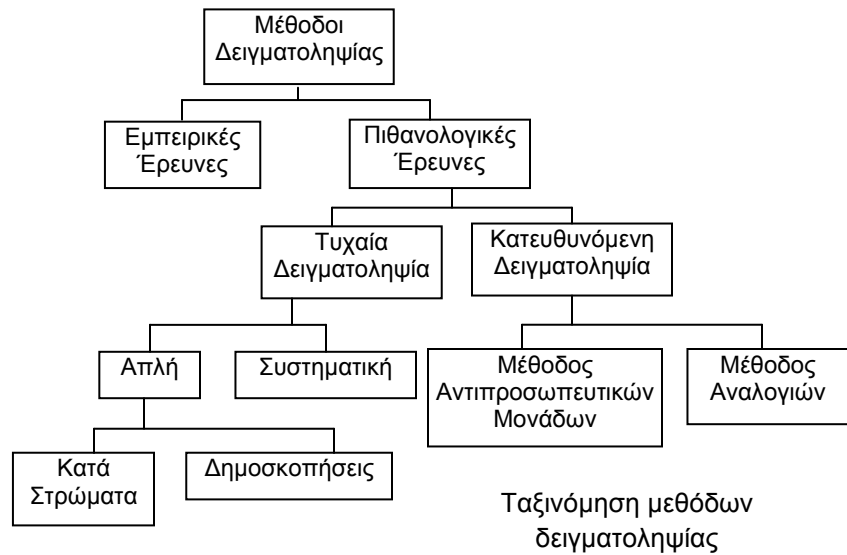 Μέθοδοι
Δειγματοληψίας
Εμπειρικές
Έρευνες
Πιθανολογικές
Έρευνες
Τυχαία
Δειγματοληψία
Κατευθυνόμενη
Δειγματοληψία
Απλή
Συστηματική
Μέθοδος
Αντιπροσωπευτικών
Μονάδων
Μέθοδος
Αναλογιών
Κατά
Στρώματα
Δημοσκοπήσεις
Ταξινόμηση μεθόδων
δειγματοληψίας